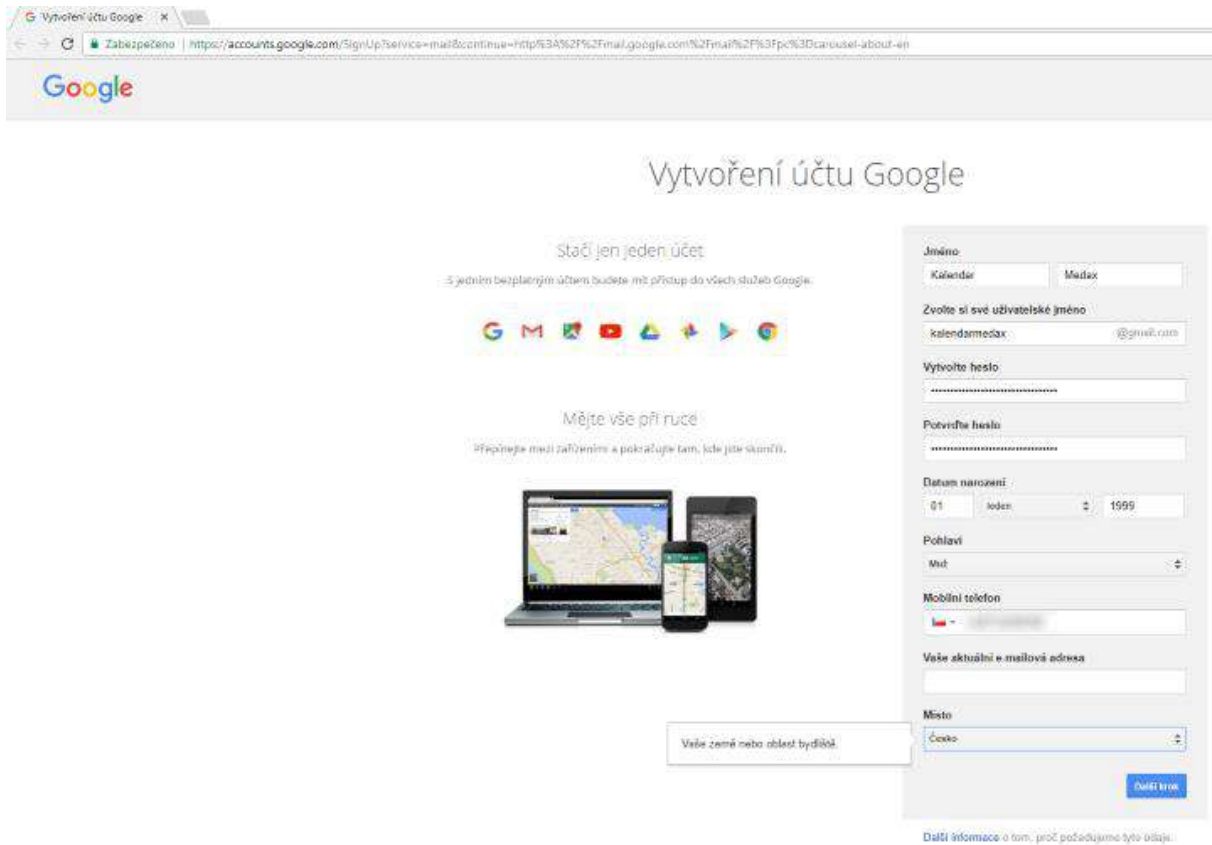 Vytvoření účtu Google
Zabezpečeno | https://accounts.google.com/SignUp?service=mail&continue=http%3A%2F%2Fmail.google.com%2Fmail%2F%3Fpc%3Dcarousel-about-en
Google
Vytvoření účtu Google
Stačí jen jeden účet
S jedním bezplatným účtem budete mít přístup do všech služeb Google.
Mějte vše při ruce
Přepínejte mezi zařízeními a pokračujte tam, kde jste skončili.
Jméno
Kalendar Medax
Zvolte si své uživatelské jméno
kalendarmedax @gmail.com
Vytvořte heslo
Potvrďte heslo
Datum narození
01 leden 1999
Pohlaví
Muž
Mobilní telefon
Vaše aktuální e-mailová adresa
Místo
Česko
Vaše země nebo oblast bydliště.
Další krok
Další informace o tom, proč požadujeme tyto údaje.